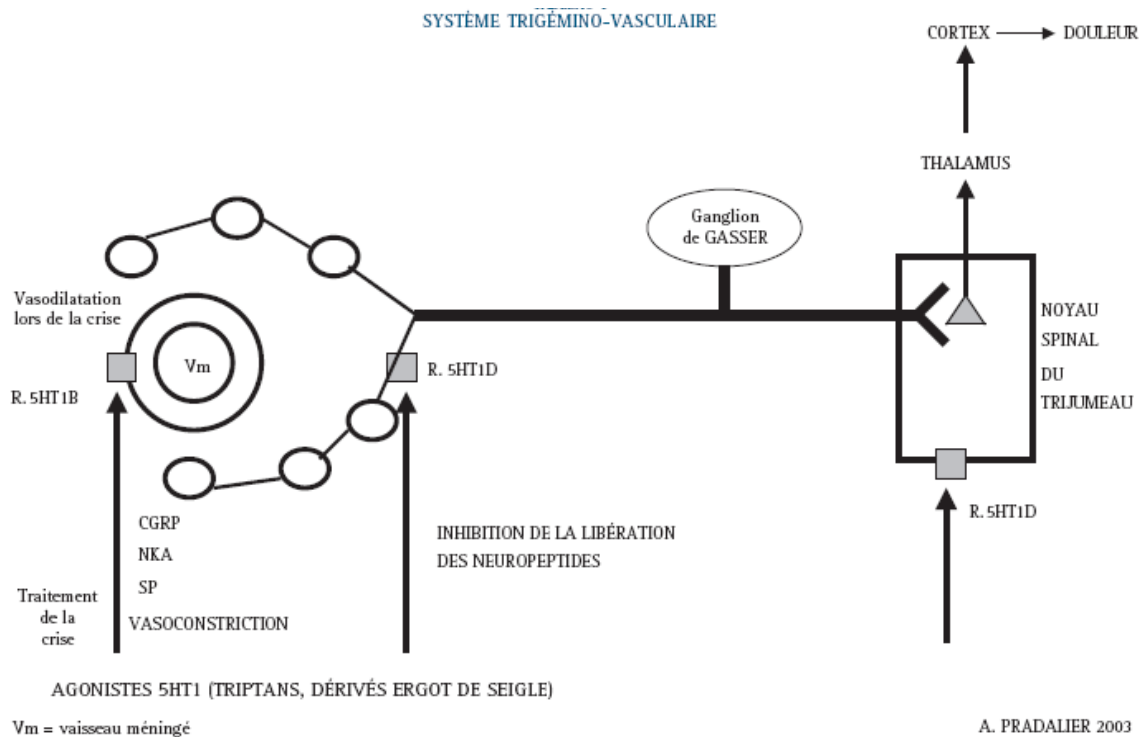 SYSTÈME TRIGÉMINO-VASCULAIRE
CORTEX
DOULEUR
THALAMUS
Ganglion
de GASSER
Vasodilatation
lors de la crise
Vm
R. 5HT1B
R. 5HT1D
NOYAU
SPINAL
DU
TRIJUMEAU
R. 5HT1D
CGRP
NKA
SP
VASOCONSTRICTION
INHIBITION DE LA LIBÉRATION
DES NEUROPEPTIDES
Traitement
de la
crise
AGONISTES 5HT1 (TRIPTANS, DÉRIVÉS ERGOT DE SEIGLE)
Vm = vaisseau méningé
A. PRADALIER 2003